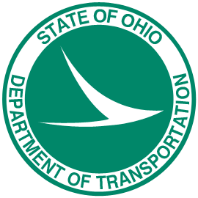 STATE OF OHIO
DEPARTMENT OF TRANSPORTATION